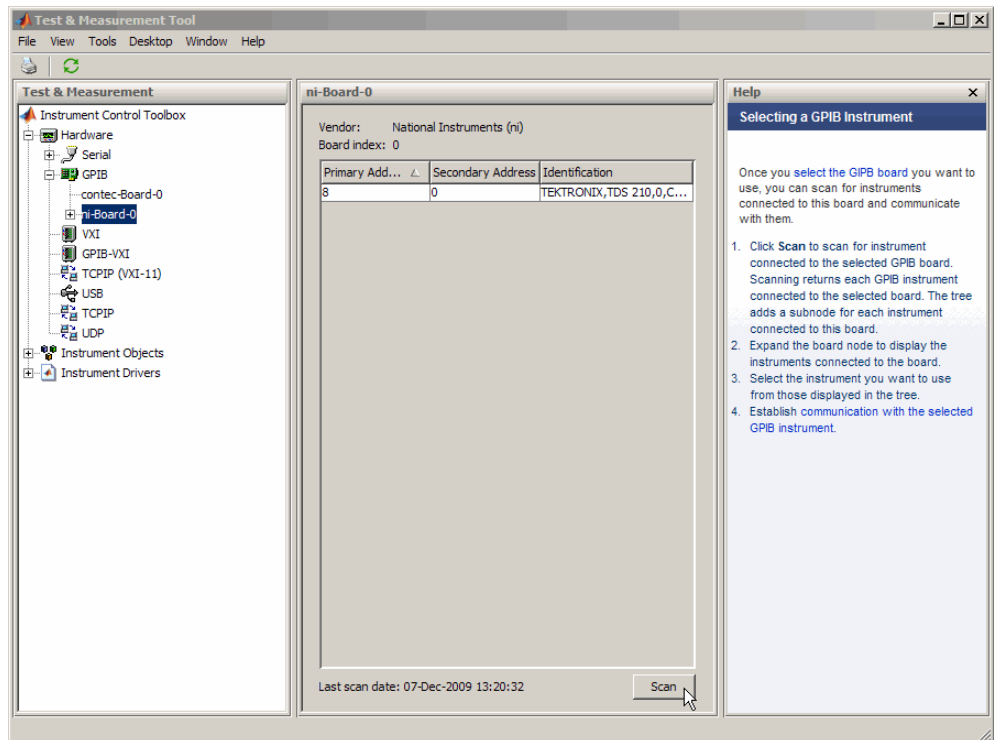 Test & Measurement Tool
File View Tools Desktop Window Help
Test & Measurement
Instrument Control Toolbox
Hardware
Serial
GPIB
contec-Board-0
ni-Board-0
VXI
GPIB-VXI
TCPIP (VXI-11)
USB
TCPIP
UDP
Instrument Objects
Instrument Drivers
ni-Board-0
Vendor: National Instruments (ni)
Board index: 0
Primary Add... Secondary Address Identification
8 0 TEKTRONIX,TDS 210,0,C...
Last scan date: 07-Dec-2009 13:20:32
Scan
Help
Selecting a GPIB Instrument
Once you select the GIPB board you want to
use, you can scan for instruments
connected to this board and communicate
with them.
1. Click Scan to scan for instrument
connected to the selected GPIB board.
Scanning returns each GPIB instrument
connected to the selected board. The tree
adds a subnode for each instrument
connected to this board.
2. Expand the board node to display the
instruments connected to the board.
3. Select the instrument you want to use
from those displayed in the tree.
4. Establish communication with the selected
GPIB instrument.